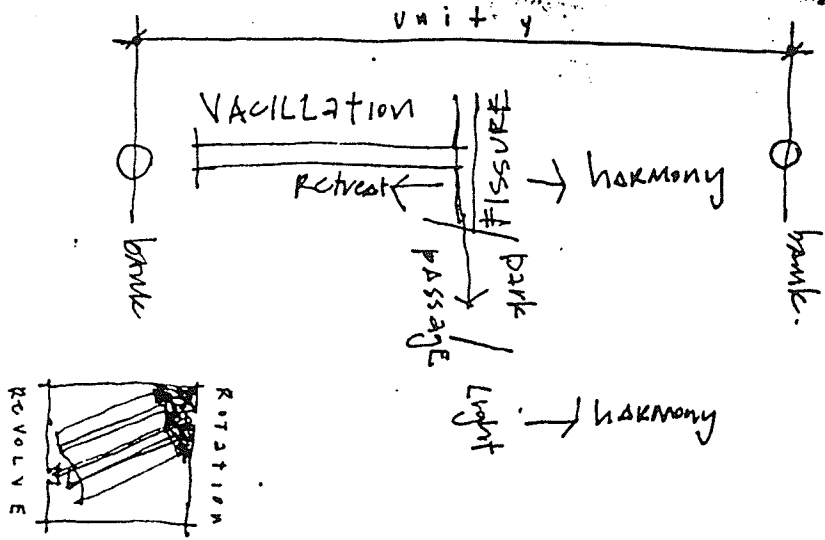 unity
VACILLATION
FISSURE
Retreat
HARMONY
bank
bank.
PASSAGE
DARK
Light
HARMONY
ROTATION
REVOLVE